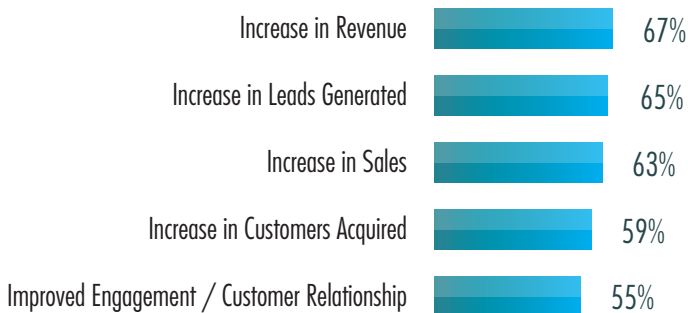 Increase in Revenue 67%
Increase in Leads Generated 65%
Increase in Sales 63%
Increase in Customers Acquired 59%
Improved Engagement / Customer Relationship 55%